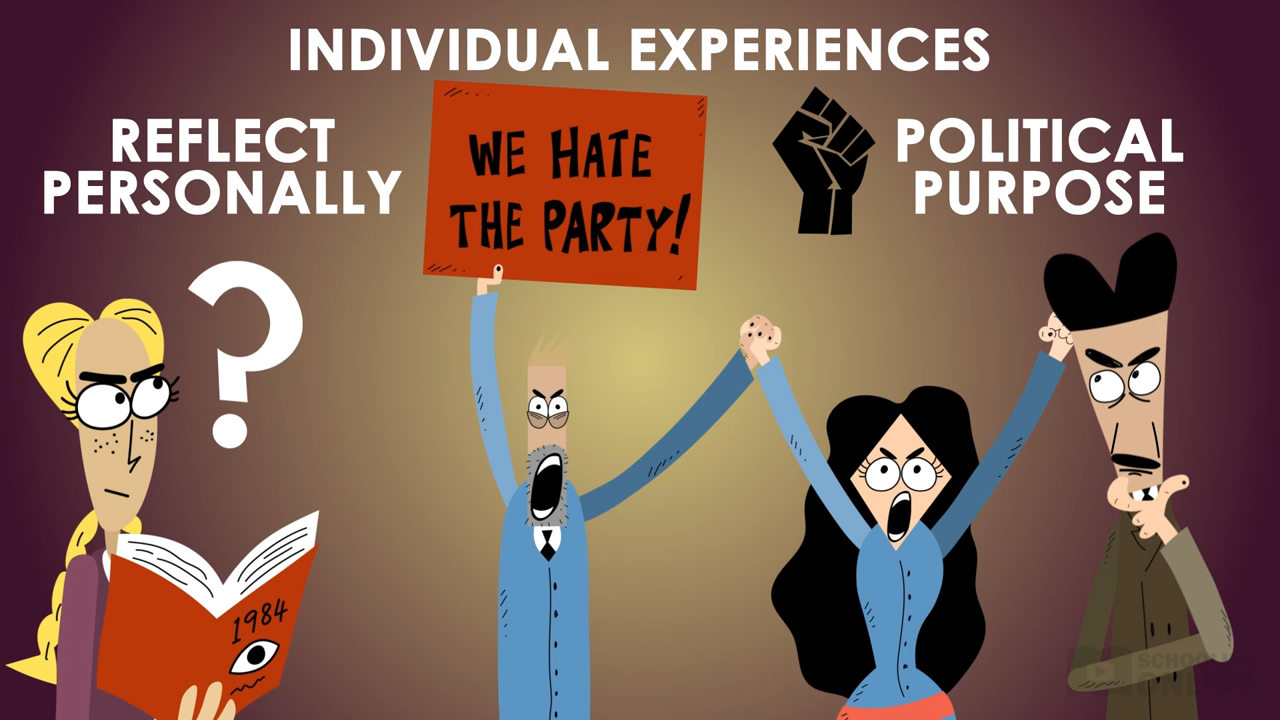 INDIVIDUAL EXPERIENCES
REFLECT
PERSONALLY
WE HATE
THE PARTY!
POLITICAL
PURPOSE
1984